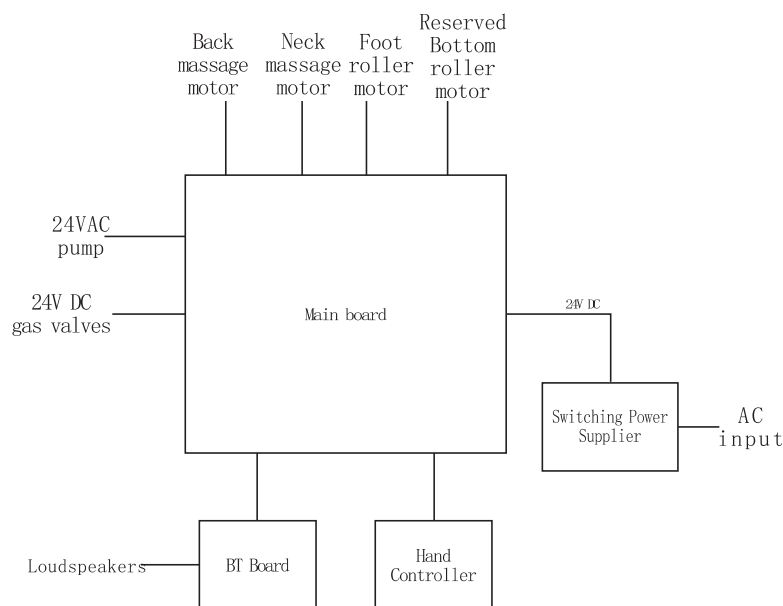 Back
massage
motor
Neck
massage
motor
Foot
roller
motor
Reserved
Bottom
roller
motor
24VAC
pump
24V DC
gas valves
Main board
24V DC
Switching Power
Supplier
AC
input
Loudspeakers
BT Board
Hand
Controller